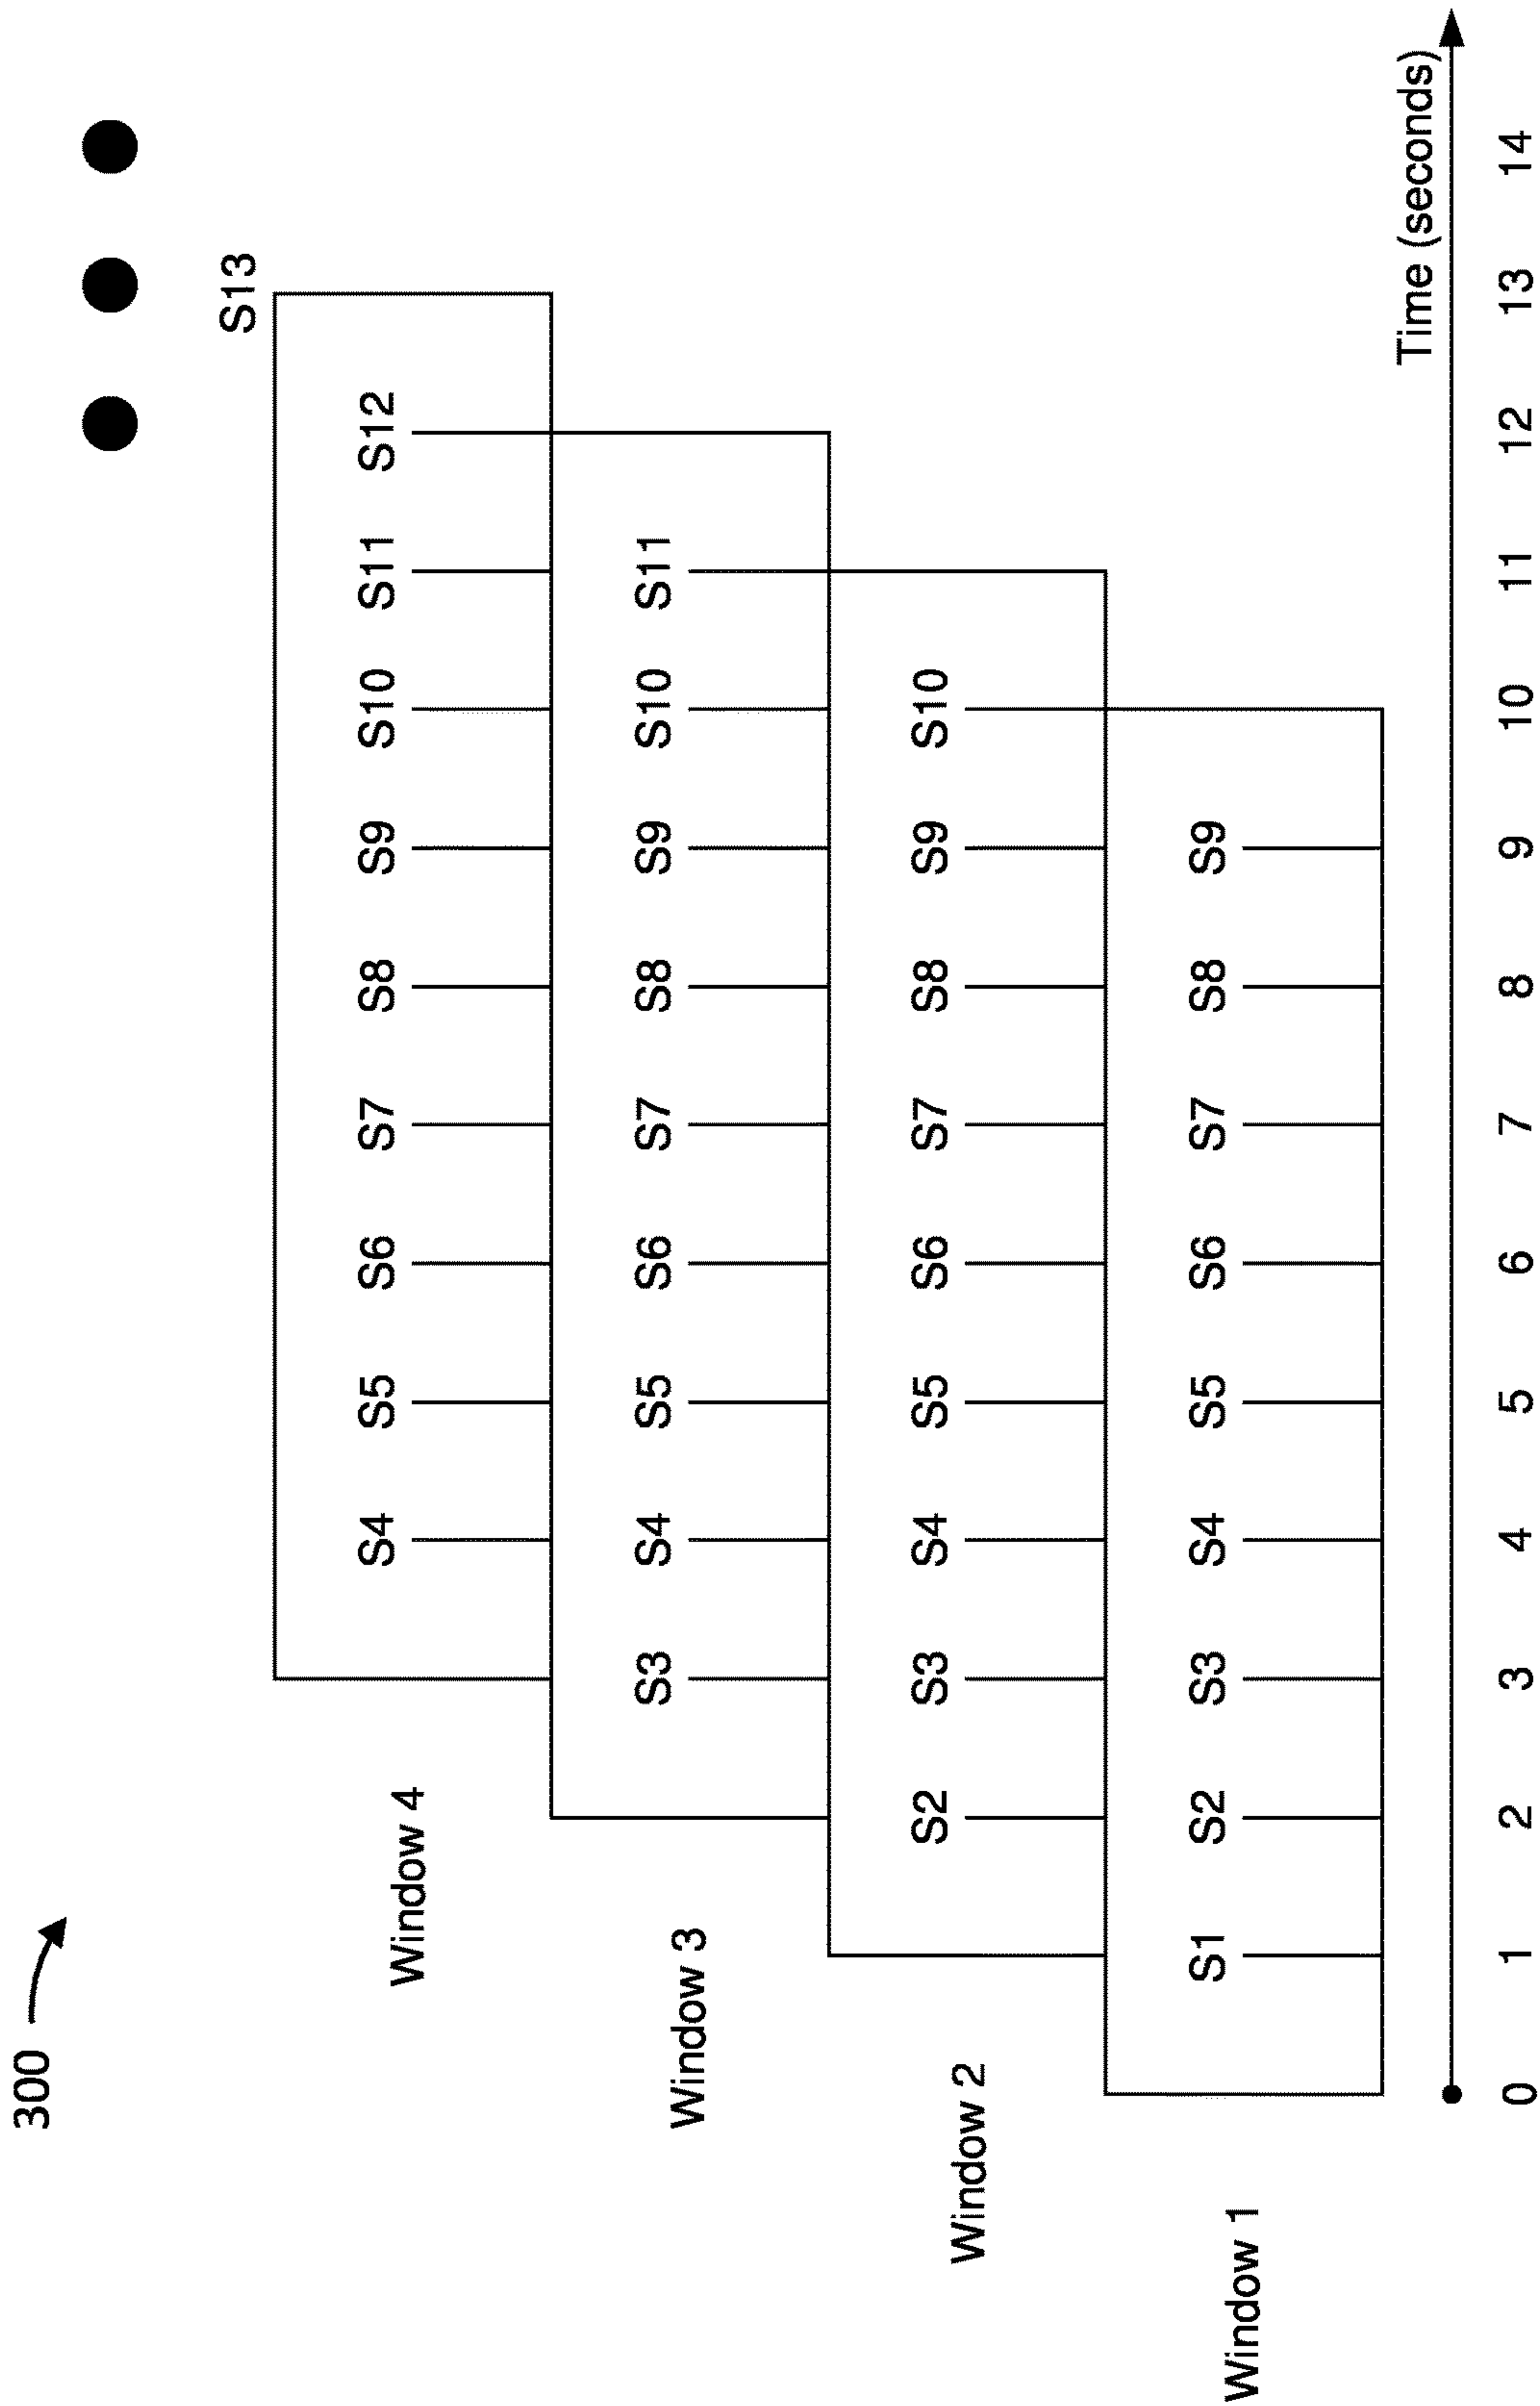 300
S13
Window 4
S4 S5 S6 S7 S8 S9 S10 S11 S12
Window 3
S3 S4 S5 S6 S7 S8 S9 S10 S11
Window 2
S2 S3 S4 S5 S6 S7 S8 S9 S10
Window 1
S1 S2 S3 S4 S5 S6 S7 S8 S9
Time (seconds)
0 1 2 3 4 5 6 7 8 9 10 11 12 13 14